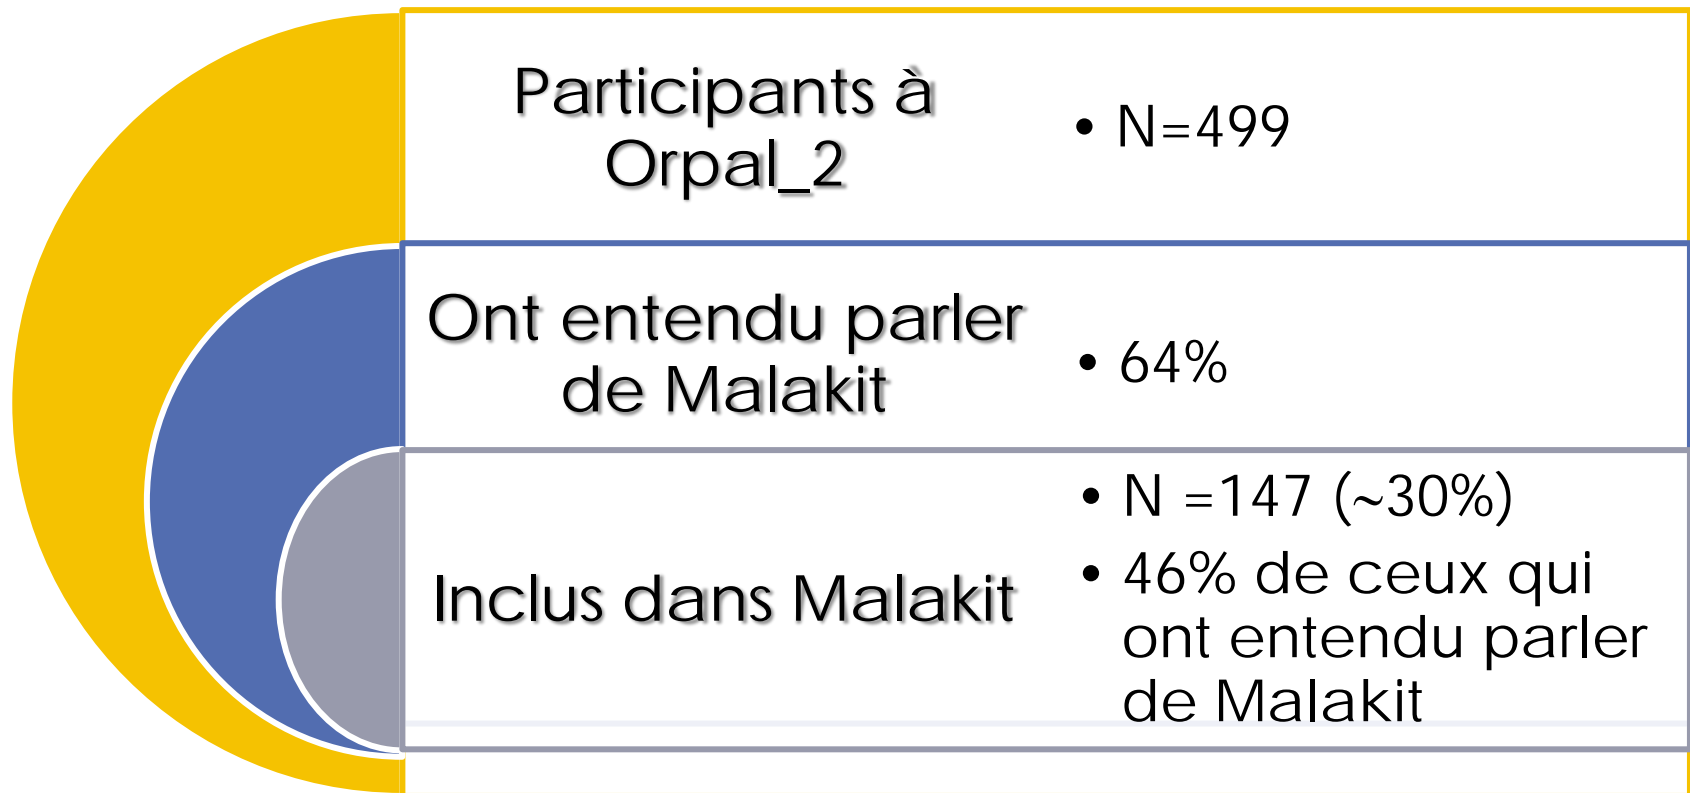 Participants à
Orpal_2
• N=499
Ont entendu parler
de Malakit
• 64%
Inclus dans Malakit
• N =147 (~30%)
• 46% de ceux qui
ont entendu parler
de Malakit